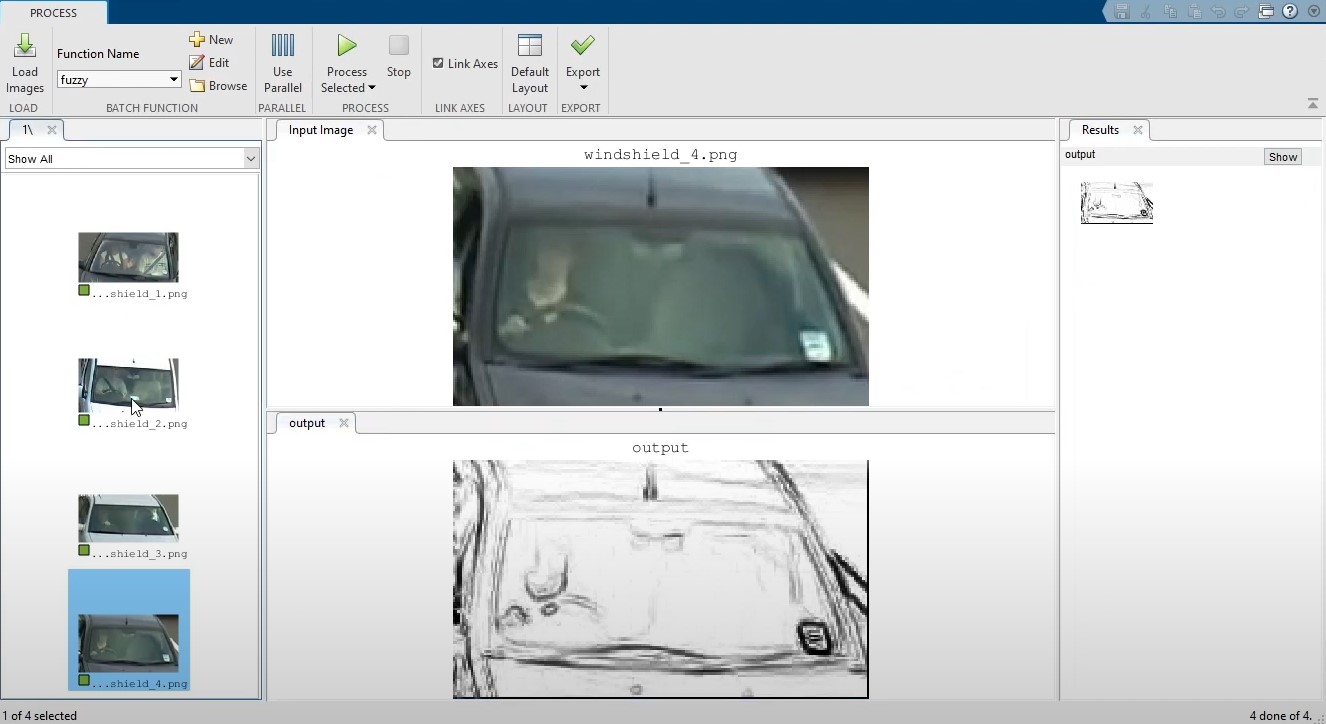 PROCESS
Load Images
LOAD
Function Name
fuzzy
New
Edit
Browse
BATCH FUNCTION
Use Parallel
PARALLEL
Process Selected
Stop
PROCESS
Link Axes
LINK AXES
Default Layout
LAYOUT
Export
EXPORT
1\
Show All
...shield_1.png
...shield_2.png
...shield_3.png
...shield_4.png
Input Image
windshield_4.png
output
output
Results
output
Show
1 of 4 selected
4 done of 4.